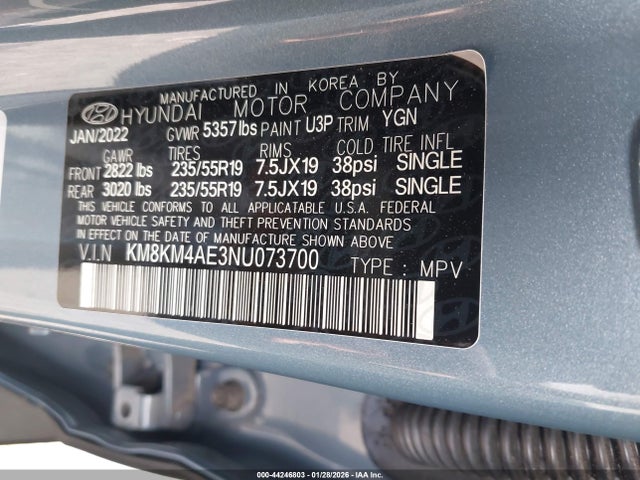 MANUFACTURED IN KOREA BY
HYUNDAI MOTOR COMPANY
JAN/2022 GVWR 5357lbs PAINT U3P TRIM YGN
GAWR TIRES RIMS COLD TIRE INFL
FRONT 2822 lbs 235/55R19 7.5JX19 38psi SINGLE
REAR 3020 lbs 235/55R19 7.5JX19 38psi SINGLE
THIS VEHICLE CONFORMS TO ALL APPLICATABLE U.S.A. FEDERAL
MOTOR VEHICLE SAFETY AND THEFT PREVENTION
STANDARDS IN EFFECT ON THE DATE OF MANUFACTURE SHOWN ABOVE
V.I.N KM8KM4AE3NU073700 TYPE : MPV
000-44246803 - 01/28/2026 - IAA Inc.